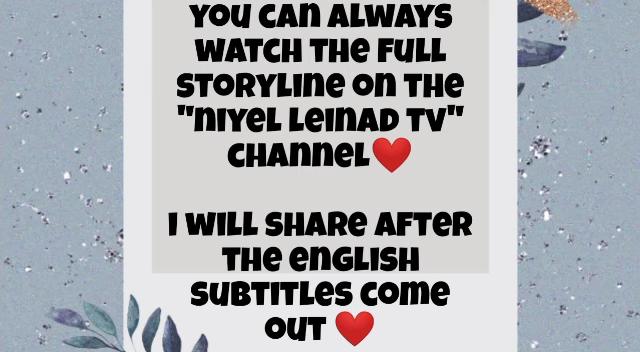 YOU CAN ALWAYS
WATCH THE FULL
STORYLINE ON THE
"NIYEL LEINAD TV"
CHANNEL❤️
I WILL SHARE AFTER
THE ENGLISH
SUBTITLES COME
OUT ❤️